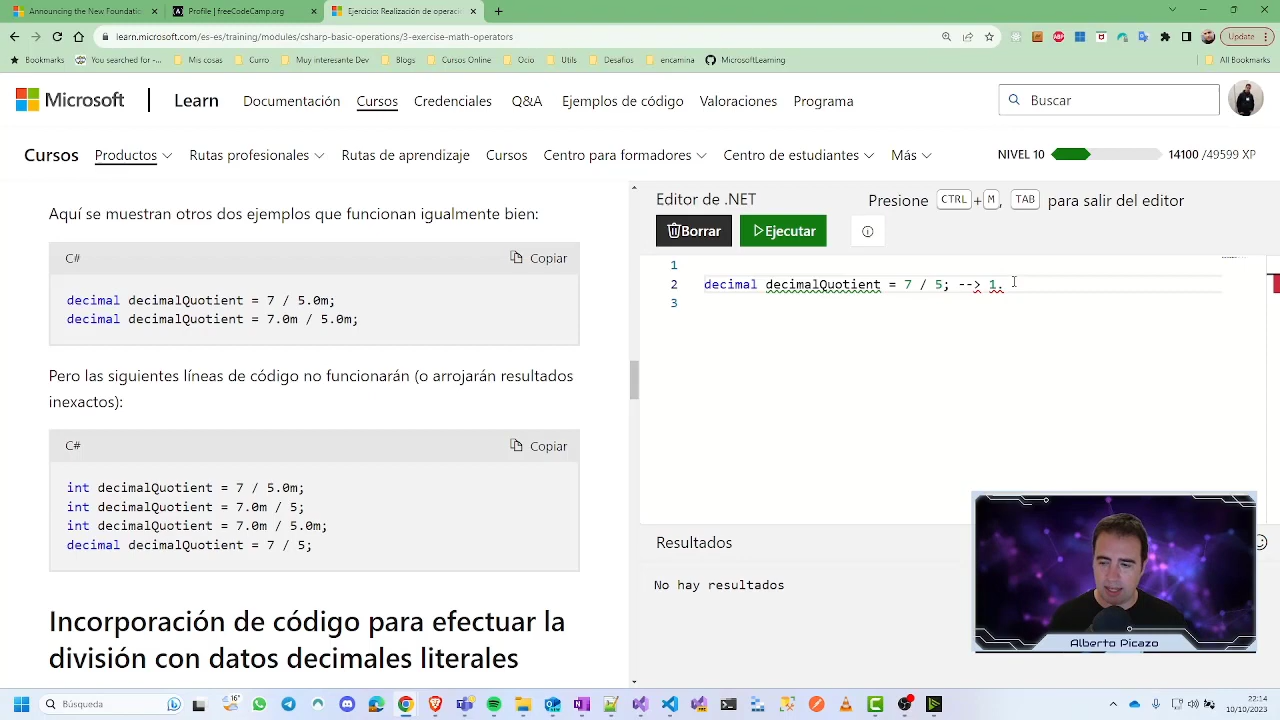 Announcing the New Foundatic
Profile | freeCodeCamp.org
Ejercicio: Realización de operaci
learn.microsoft.com/es-es/training/modules/csharp-basic-operations/3-exercise-math-operators
Update
Bookmarks
You searched for -...
Mis cosas
Curro
Muy interesante Dev
Blogs
Cursos Online
Ocio
Utils
Desafios
encamina
MicrosoftLearning
All Bookmarks
Microsoft
Learn
Documentación
Cursos
Credenciales
Q&A
Ejemplos de código
Valoraciones
Programa
Buscar
Cursos
Productos
Rutas profesionales
Rutas de aprendizaje
Cursos
Centro para formadores
Centro de estudiantes
Más
NIVEL 10
14100 /49599 XP
Aquí se muestran otros dos ejemplos que funcionan igualmente bien:
C#
Copiar
decimal decimalQuotient = 7 / 5.0m;
decimal decimalQuotient = 7.0m / 5.0m;
Pero las siguientes líneas de código no funcionarán (o arrojarán resultados
inexactos):
C#
Copiar
int decimalQuotient = 7 / 5.0m;
int decimalQuotient = 7.0m / 5;
int decimalQuotient = 7.0m / 5.0m;
decimal decimalQuotient = 7 / 5;
Incorporación de código para efectuar la
división con datos decimales literales
Editor de .NET
Presione CTRL + M, TAB para salir del editor
Borrar
Ejecutar
1
2 decimal decimalQuotient = 7 / 5; --> 1.
3
Resultados
No hay resultados
Alberto Picazo
Búsqueda
16°
22:14
10/10/2023